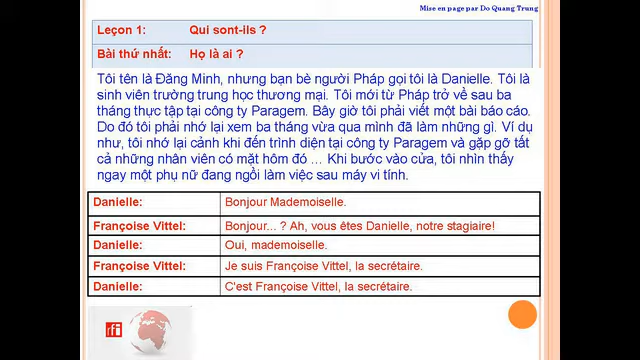 Mise en page par Do Quang Trung
Leçon 1: Qui sont-ils ?
Bài thứ nhất: Họ là ai ?
Tôi tên là Đăng Minh, nhưng bạn bè người Pháp gọi tôi là Danielle. Tôi là
sinh viên trường trung học thương mại. Tôi mới từ Pháp trở về sau ba
tháng thực tập tại công ty Paragem. Bây giờ tôi phải viết một bài báo cáo.
Do đó tôi phải nhớ lại xem ba tháng vừa qua mình đã làm những gì. Ví dụ
như, tôi nhớ lại cảnh khi đến trình diện tại công ty Paragem và gặp gỡ tất
cả những nhân viên có mặt hôm đó ... Khi bước vào cửa, tôi nhìn thấy
ngay một phụ nữ đang ngồi làm việc sau máy vi tính.
Danielle: Bonjour Mademoiselle.
Françoise Vittel: Bonjour... ? Ah, vous êtes Danielle, notre stagiaire!
Danielle: Oui, mademoiselle.
Françoise Vittel: Je suis Françoise Vittel, la secrétaire.
Danielle: C'est Françoise Vittel, la secrétaire.
rfi